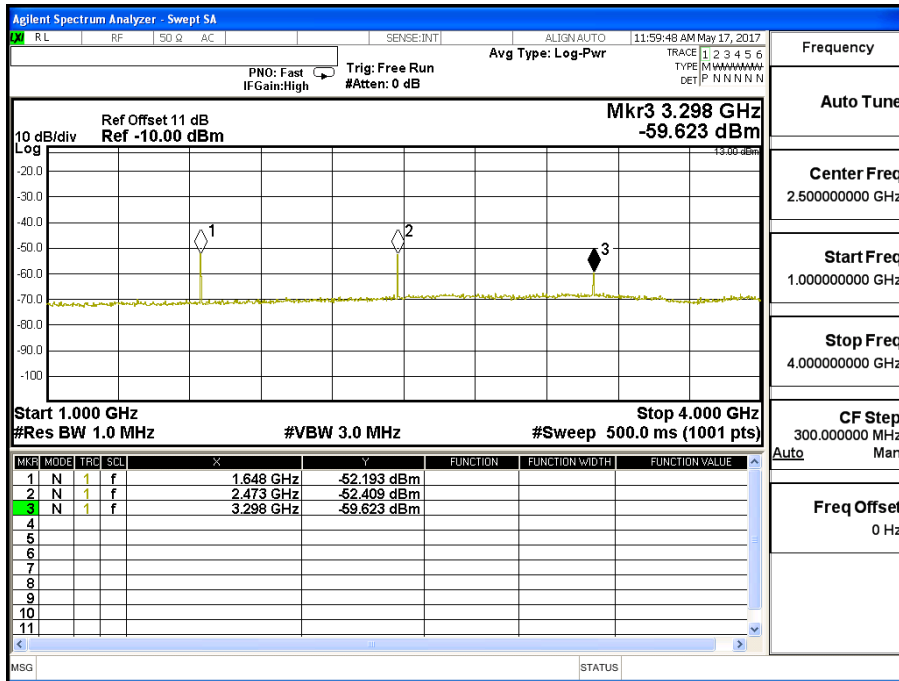 Agilent Spectrum Analyzer - Swept SA
LXI RL RF 50 Ω AC SENSE:INT ALIGN AUTO 11:59:48 AM May 17, 2017
PNO: Fast
IFGain:High
Trig: Free Run
#Atten: 0 dB
Avg Type: Log-Pwr
TRACE 1 2 3 4 5 6
TYPE M WWWWW
DET P N N N N N
Mkr3 3.298 GHz
-59.623 dBm
Ref Offset 11 dB
Ref -10.00 dBm
10 dB/div
Log
-13.00 dBm
-20.0
-30.0
-40.0
-50.0
-60.0
-70.0
-80.0
-90.0
-100
1
2
3
Start 1.000 GHz
Stop 4.000 GHz
#Res BW 1.0 MHz #VBW 3.0 MHz #Sweep 500.0 ms (1001 pts)
MKR MODE TRC SCL X Y FUNCTION FUNCTION WIDTH FUNCTION VALUE
1 N 1 f 1.648 GHz -52.193 dBm
2 N 1 f 2.473 GHz -52.409 dBm
3 N 1 f 3.298 GHz -59.623 dBm
4
5
6
7
8
9
10
11
MSG
STATUS
Frequency
Auto Tune
Center Freq
2.500000000 GHz
Start Freq
1.000000000 GHz
Stop Freq
4.000000000 GHz
CF Step
300.000000 MHz
Auto Man
Freq Offset
0 Hz